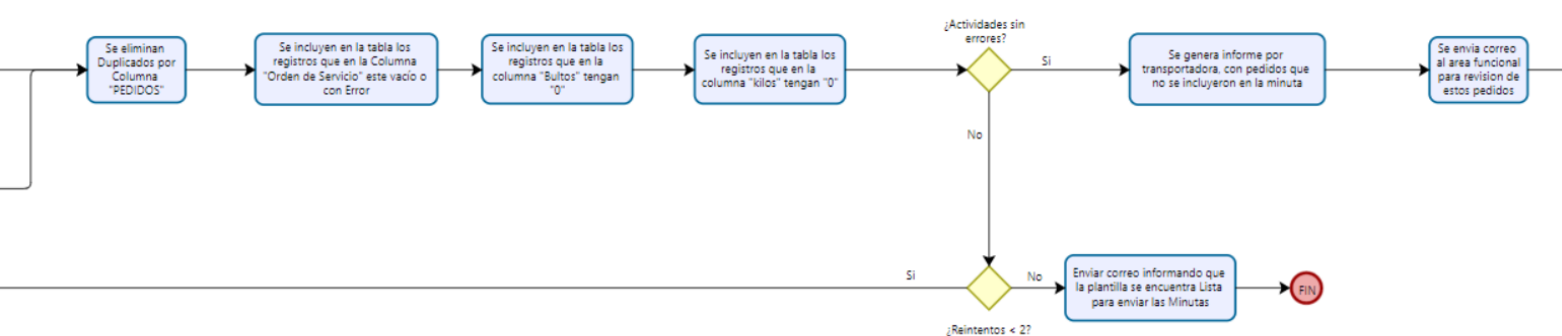 Se eliminan
Duplicados por
Columna
"PEDIDOS"
Se incluyen en la tabla los
registros que en la Columna
"Orden de Servicio" este vacío o
con Error
Se incluyen en la tabla los
registros que en la
columna "Bultos" tengan
"0"
Se incluyen en la tabla los
registros que en la
columna "kilos" tengan "0"
¿Actividades sin
errores?
Si
Se genera informe por
transportadora, con pedidos que
no se incluyeron en la minuta
Se envia correo
al area funcional
para revision de
estos pedidos
No
Si
No
Enviar correo informando que
la plantilla se encuentra Lista
para enviar las Minutas
FIN
¿Reintentos < 2?